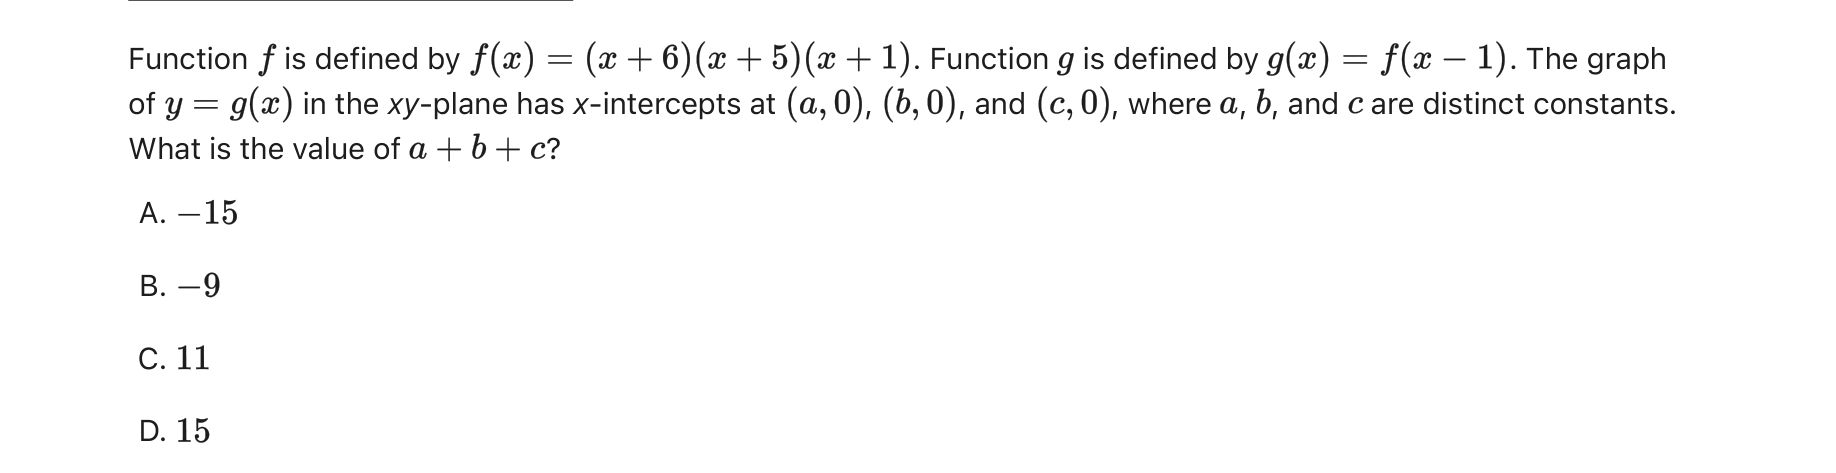 Function f is defined by f(x) = (x + 6)(x + 5)(x + 1). Function g is defined by g(x) = f(x − 1). The graph
of y = g(x) in the xy-plane has x-intercepts at (a, 0), (b, 0), and (c, 0), where a, b, and c are distinct constants.
What is the value of a + b + c?
A. −15
B. −9
C. 11
D. 15